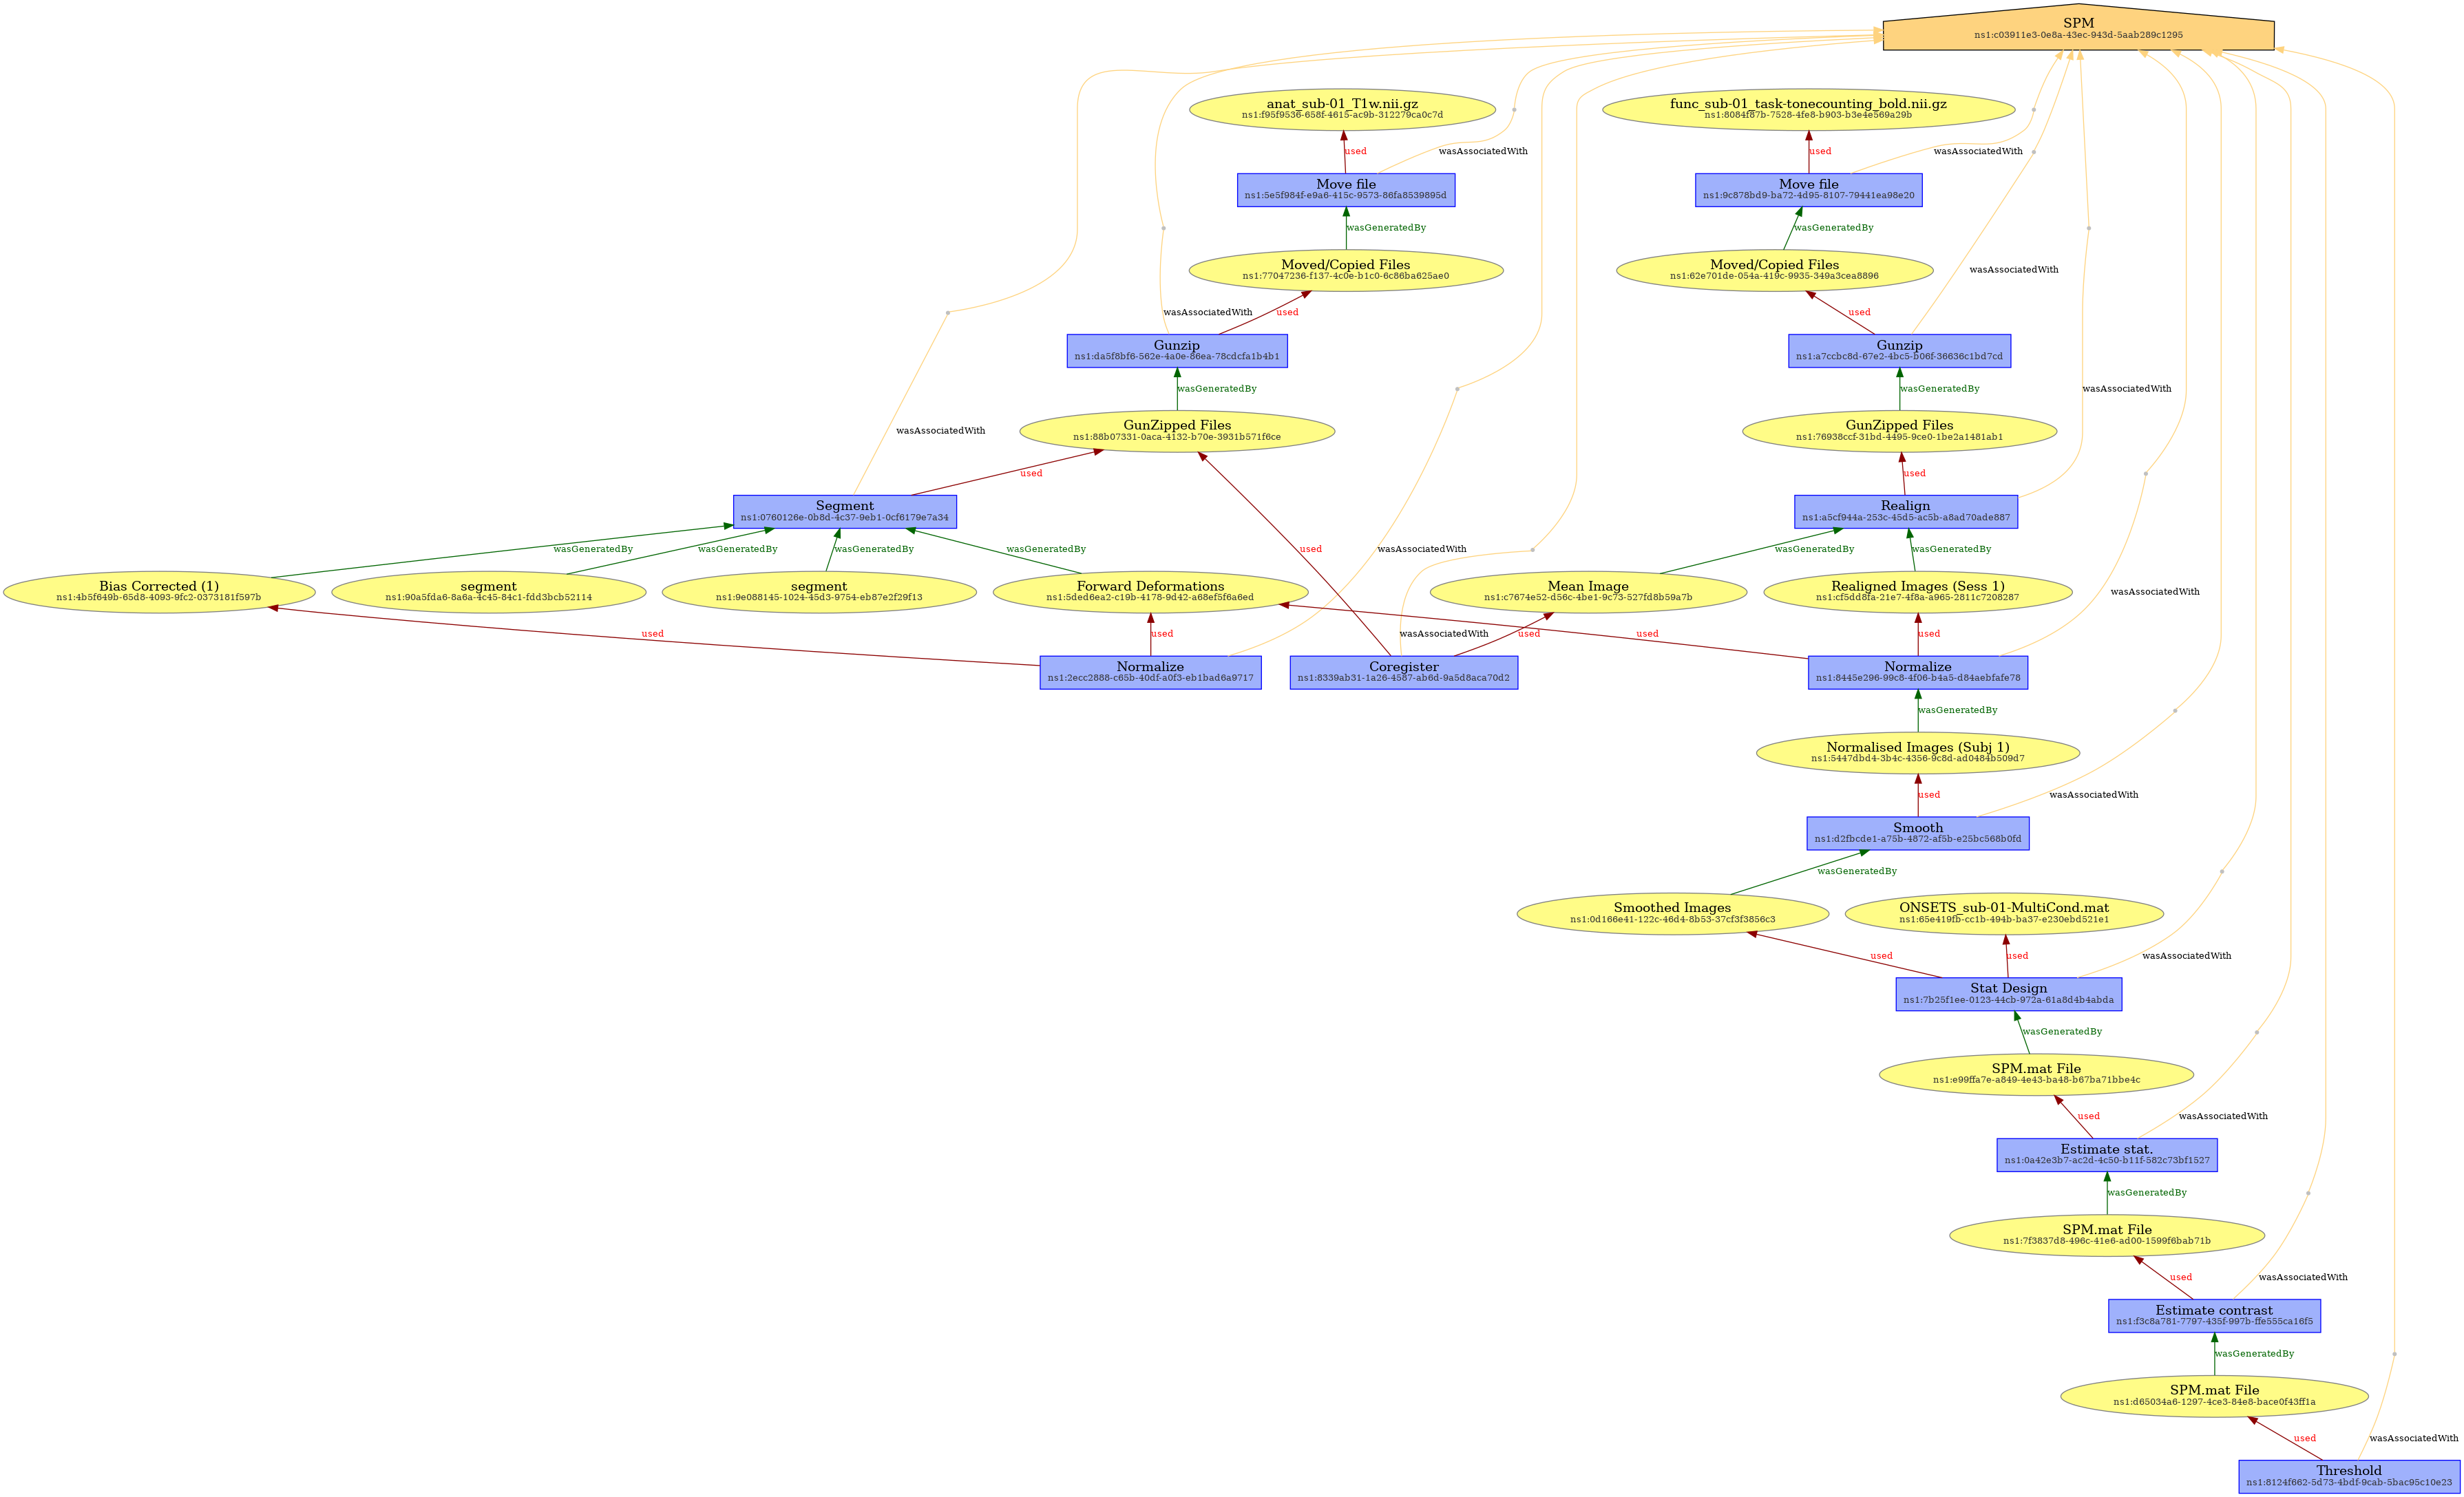 SPM
ns1:c03911e3-0e8a-43ec-943d-5aab289c1295
anat_sub-01_T1w.nii.gz
ns1:f95f9536-658f-4615-ac9b-312279ca0c7d
func_sub-01_task-tonecounting_bold.nii.gz
ns1:8084f87b-7528-4fe8-b903-b3e4e569a29b
used
wasAssociatedWith
used
wasAssociatedWith
Move file
ns1:5e5f984f-e9a6-415c-9573-86fa8539895d
Move file
ns1:9c878bd9-ba72-4d95-8107-79441ea98e20
wasGeneratedBy
wasGeneratedBy
Moved/Copied Files
ns1:77047236-f137-4c0e-b1c0-6c86ba625ae0
Moved/Copied Files
ns1:62e701de-054a-419c-9935-349a3cea8896
wasAssociatedWith
wasAssociatedWith
used
used
Gunzip
ns1:da5f8bf6-562e-4a0e-86ea-78cdcfa1b4b1
Gunzip
ns1:a7ccbc8d-67e2-4bc5-b06f-36636c1bd7cd
wasGeneratedBy
wasGeneratedBy
wasAssociatedWith
GunZipped Files
ns1:88b07331-0aca-4132-b70e-3931b571f6ce
GunZipped Files
ns1:76938ccf-31bd-4495-9ce0-1be2a1481ab1
wasAssociatedWith
used
used
Segment
ns1:0760126e-0b8d-4c37-9eb1-0cf6179e7a34
Realign
ns1:a5cf944a-253c-45d5-ac5b-a8ad70ade887
wasGeneratedBy
wasGeneratedBy
wasGeneratedBy
wasGeneratedBy
used
wasAssociatedWith
wasGeneratedBy
wasGeneratedBy
Bias Corrected (1)
ns1:4b5f649b-65d8-4093-9fc2-0373181f597b
segment
ns1:90a5fda6-8a6a-4c45-84c1-fdd3bcb52114
segment
ns1:9e088145-1024-45d3-9754-eb87e2f29f13
Forward Deformations
ns1:5ded6ea2-c19b-4178-9d42-a68ef5f6a6ed
Mean Image
ns1:c7674e52-d56c-4be1-9c73-527fd8b59a7b
Realigned Images (Sess 1)
ns1:cf5dd8fa-21e7-4f8a-a965-2811c7208287
wasAssociatedWith
used
used
wasAssociatedWith
used
used
used
Normalize
ns1:2ecc2888-c65b-40df-a0f3-eb1bad6a9717
Coregister
ns1:8339ab31-1a26-4587-ab6d-9a5d8aca70d2
Normalize
ns1:8445e296-99c8-4f06-b4a5-d84aebfafe78
wasGeneratedBy
Normalised Images (Subj 1)
ns1:5447dbd4-3b4c-4356-9c8d-ad0484b509d7
used
wasAssociatedWith
Smooth
ns1:d2fbcde1-a75b-4872-af5b-e25bc568b0fd
wasGeneratedBy
Smoothed Images
ns1:0d166e41-122c-46d4-8b53-37cf3f3856c3
ONSETS_sub-01-MultiCond.mat
ns1:65e419fb-cc1b-494b-ba37-e230ebd521e1
used
used
wasAssociatedWith
Stat Design
ns1:7b25f1ee-0123-44cb-972a-61a8d4b4abda
wasGeneratedBy
SPM.mat File
ns1:e99ffa7e-a849-4e43-ba48-b67ba71bbe4c
used
wasAssociatedWith
Estimate stat.
ns1:0a42e3b7-ac2d-4c50-b11f-582c73bf1527
wasGeneratedBy
SPM.mat File
ns1:7f3837d8-496c-41e6-ad00-1599f6bab71b
used
wasAssociatedWith
Estimate contrast
ns1:f3c8a781-7797-435f-997b-ffe555ca16f5
wasGeneratedBy
SPM.mat File
ns1:d65034a6-1297-4ce3-84e8-bace0f43ff1a
used
wasAssociatedWith
Threshold
ns1:8124f662-5d73-4bdf-9cab-5bac95c10e23